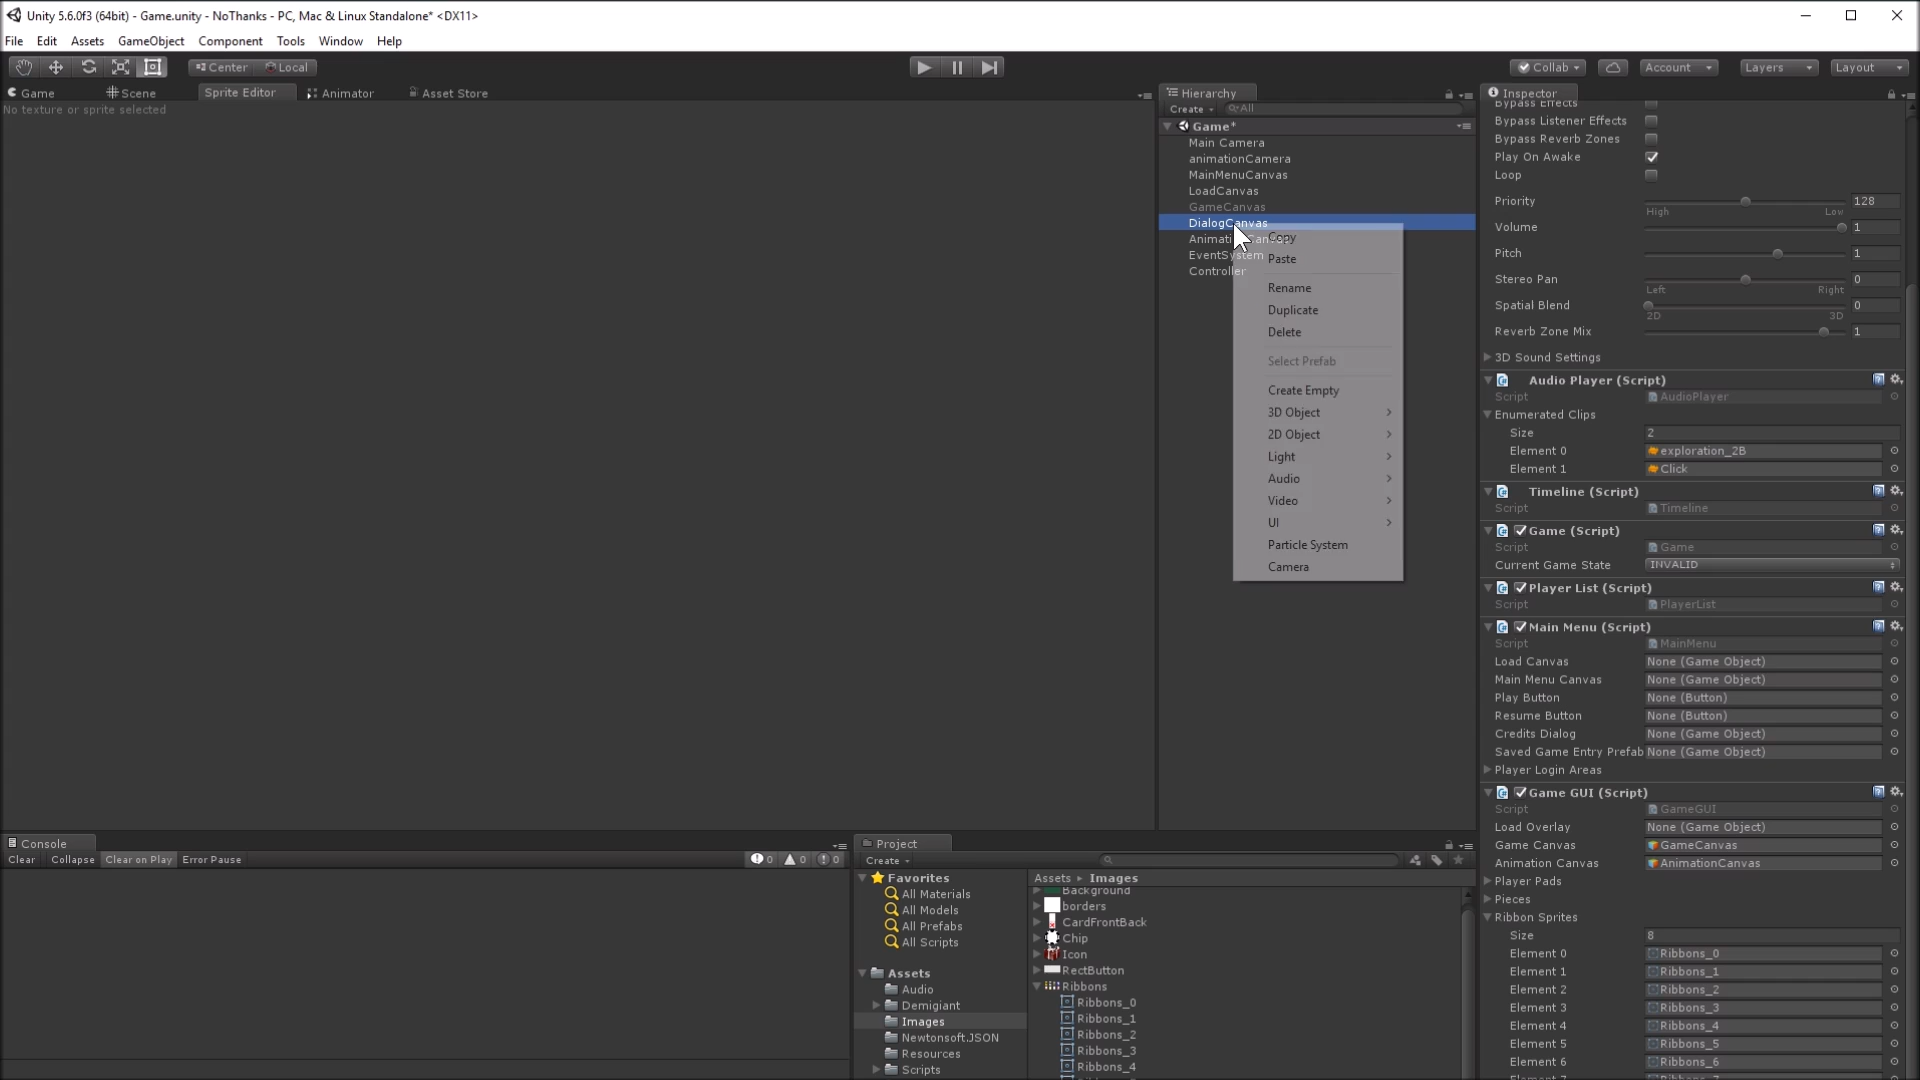 Unity 5.6.0f3 (64bit) - Game.unity - NoThanks - PC, Mac & Linux Standalone* <DX11>
File Edit Assets GameObject Component Tools Window Help
Center Local Collab Account Layers Layout
Game Scene Sprite Editor Animator Asset Store
No texture or sprite selected
Hierarchy
Create All
Game*
Main Camera
animationCamera
MainMenuCanvas
LoadCanvas
GameCanvas
DialogCanvas
AnimationCanvas
EventSystem
Controller
Copy
Paste
Rename
Duplicate
Delete
Select Prefab
Create Empty
3D Object
2D Object
Light
Audio
Video
UI
Particle System
Camera
Inspector
Bypass Effects
Bypass Listener Effects
Bypass Reverb Zones
Play On Awake
Loop
Priority 128
High Low
Volume 1
Pitch 1
Stereo Pan 0
Left Right
Spatial Blend 0
2D 3D
Reverb Zone Mix 1
3D Sound Settings
Audio Player (Script)
Script AudioPlayer
Enumerated Clips
Size 2
Element 0 exploration_2B
Element 1 Click
Timeline (Script)
Script Timeline
Game (Script)
Script Game
Current Game State INVALID
Player List (Script)
Script PlayerList
Main Menu (Script)
Script MainMenu
Load Canvas None (Game Object)
Main Menu Canvas None (Game Object)
Play Button None (Button)
Resume Button None (Button)
Credits Dialog None (Game Object)
Saved Game Entry Prefab None (Game Object)
Player Login Areas
Game GUI (Script)
Script GameGUI
Load Overlay None (Game Object)
Game Canvas GameCanvas
Animation Canvas AnimationCanvas
Player Pads
Pieces
Ribbon Sprites
Size 8
Element 0 Ribbons_0
Element 1 Ribbons_1
Element 2 Ribbons_2
Element 3 Ribbons_3
Element 4 Ribbons_4
Element 5 Ribbons_5
Element 6 Ribbons_6
Console
Clear Collapse Clear on Play Error Pause 0 0 0
Project
Create
Favorites
All Materials
All Models
All Prefabs
All Scripts
Assets
Audio
Demigiant
Images
Newtonsoft.JSON
Resources
Scripts
Assets Images
Background
borders
CardFrontBack
Chip
Icon
RectButton
Ribbons
Ribbons_0
Ribbons_1
Ribbons_2
Ribbons_3
Ribbons_4